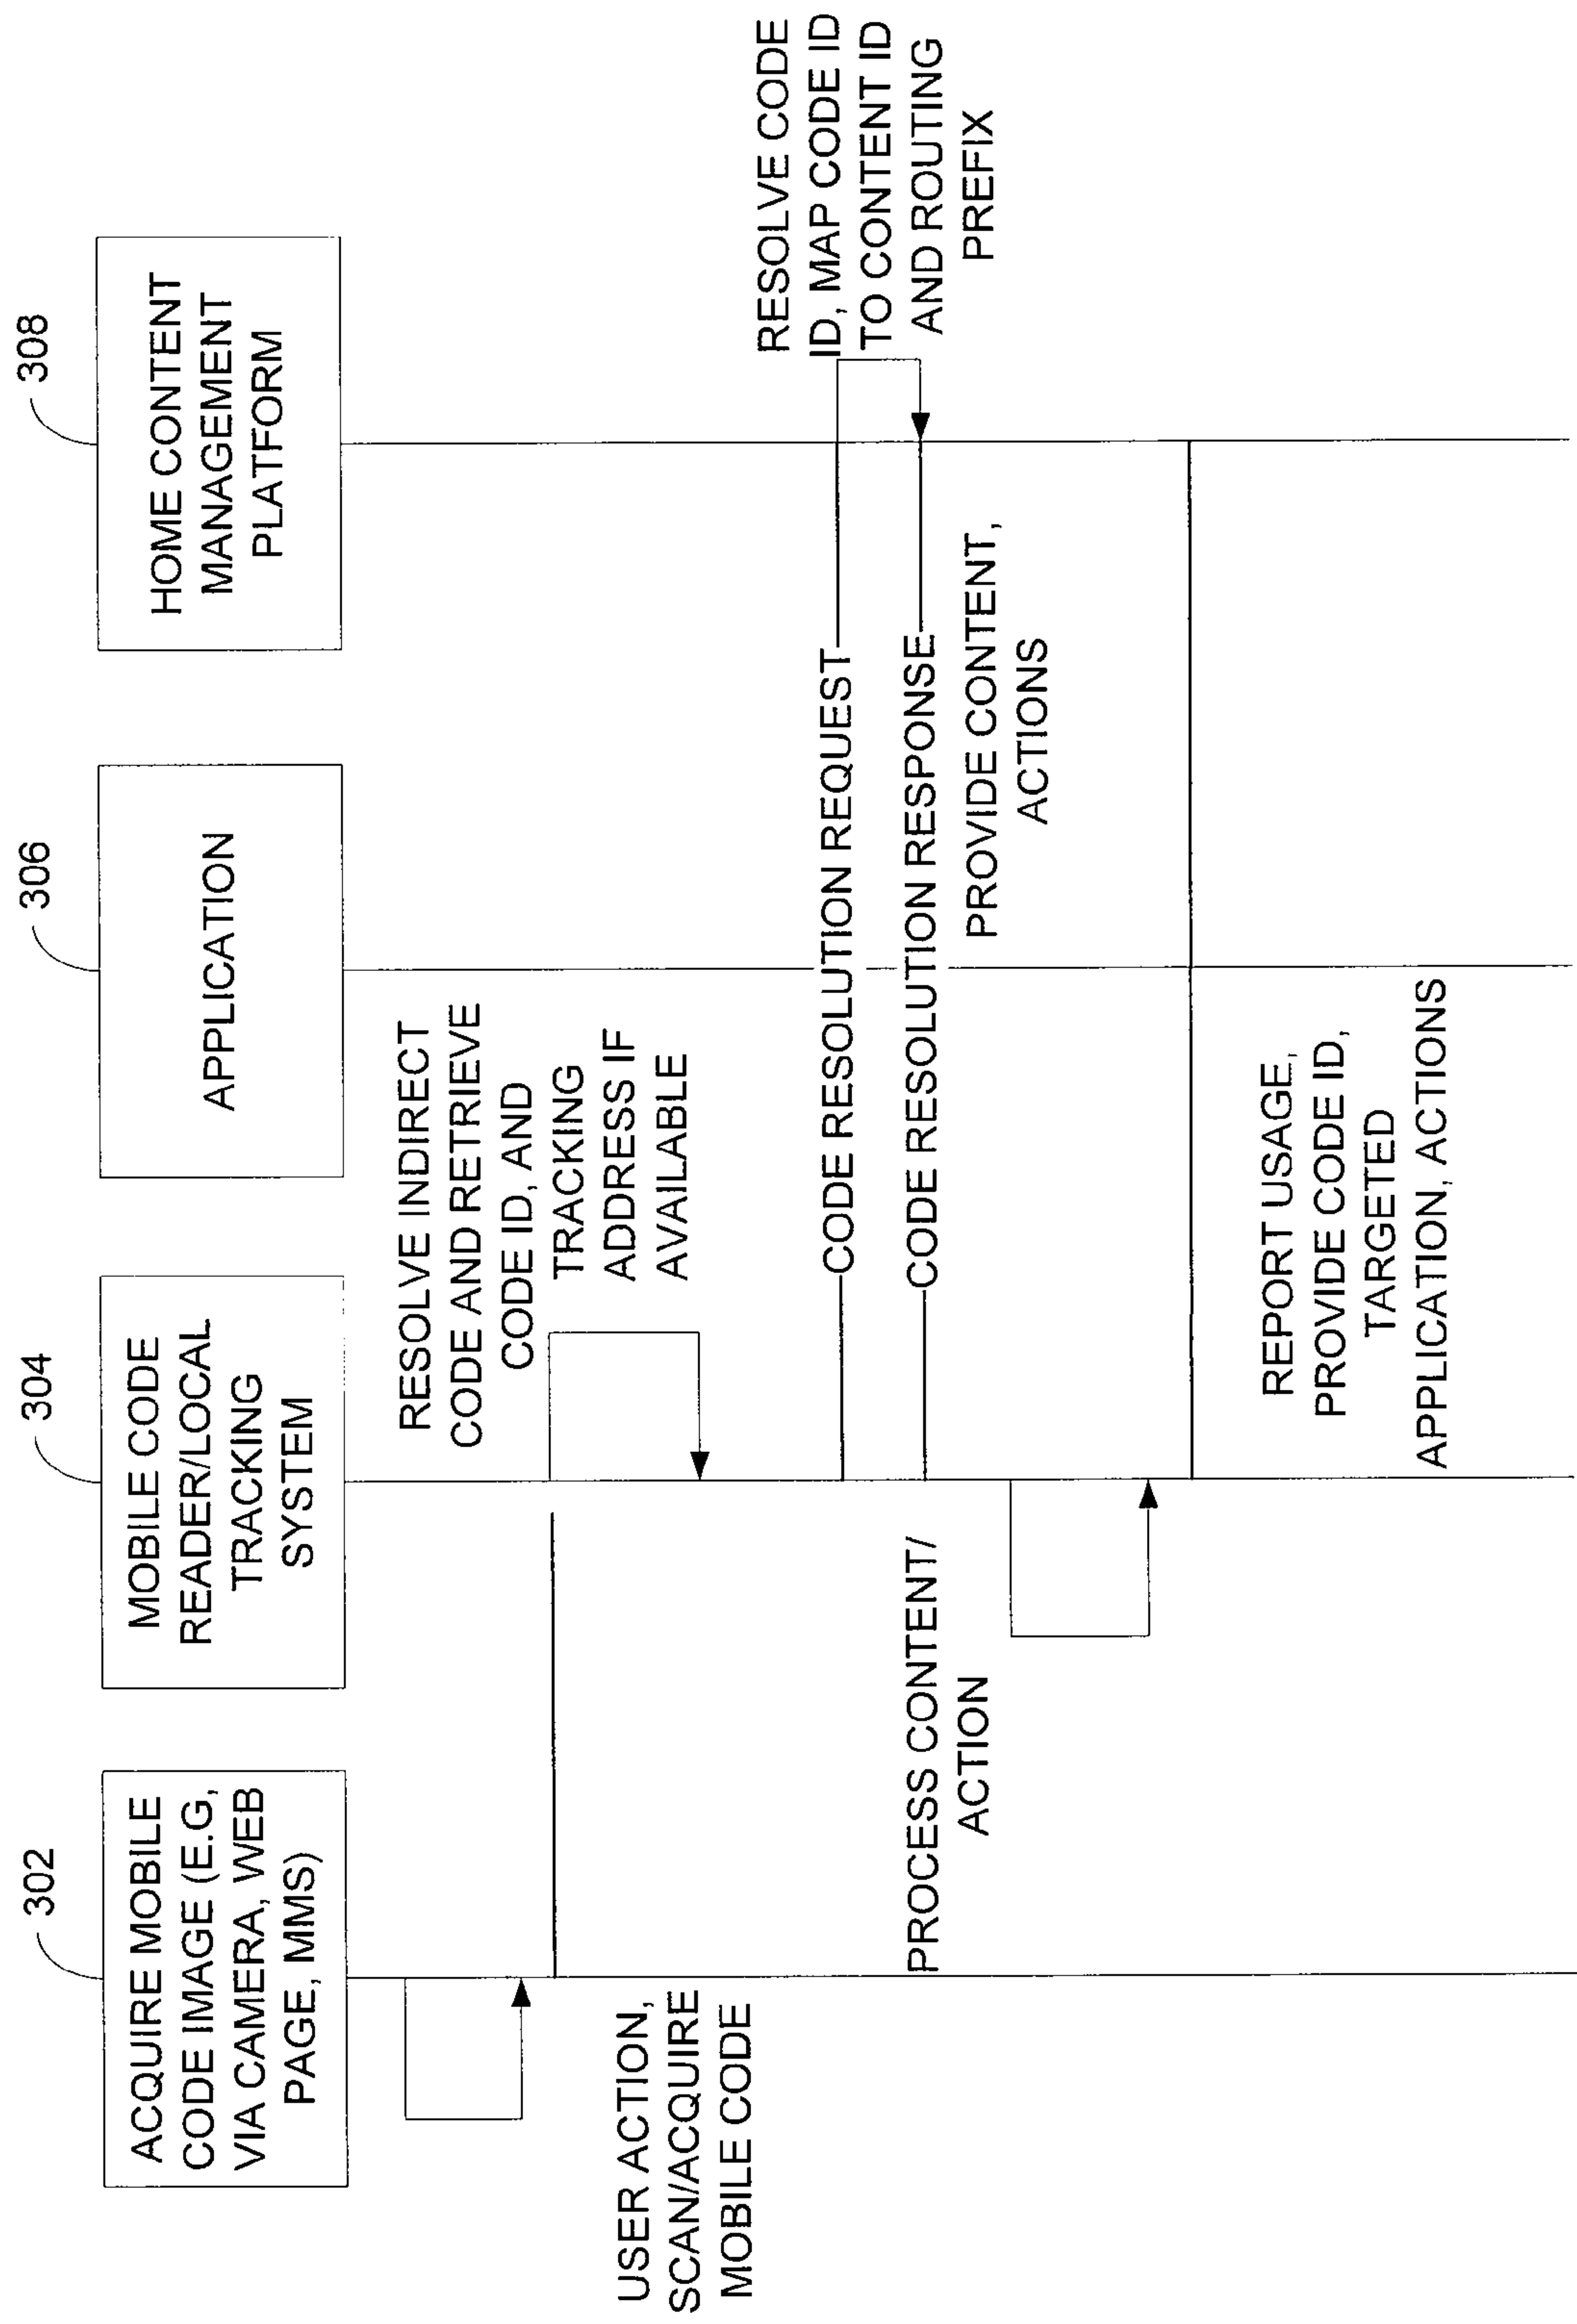 302
ACQUIRE MOBILE
CODE IMAGE (E.G,
VIA CAMERA, WEB
PAGE, MMS)
304
MOBILE CODE
READER/LOCAL
TRACKING
SYSTEM
306
APPLICATION
308
HOME CONTENT
MANAGEMENT
PLATFORM
USER ACTION,
SCAN/ACQUIRE
MOBILE CODE
RESOLVE INDIRECT
CODE AND RETRIEVE
CODE ID, AND
TRACKING
ADDRESS IF
AVAILABLE
CODE RESOLUTION REQUEST
RESOLVE CODE
ID, MAP CODE ID
TO CONTENT ID
AND ROUTING
PREFIX
CODE RESOLUTION RESPONSE
PROVIDE CONTENT,
ACTIONS
PROCESS CONTENT/
ACTION
REPORT USAGE,
PROVIDE CODE ID,
TARGETED
APPLICATION, ACTIONS